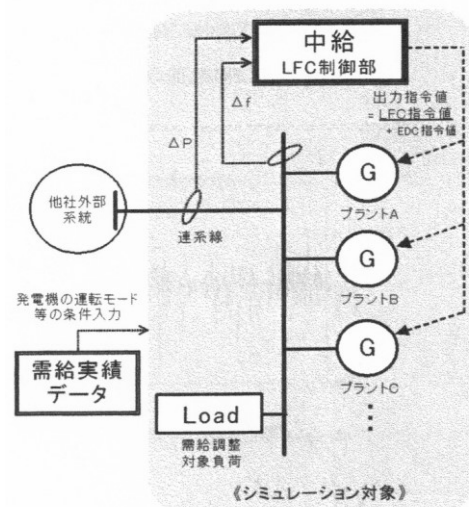 中給
LFC制御部
Δf
ΔP
出力指令値
=LFC指令値
+ EDC指令値
G
プラントA
他社外部
系統
連系線
G
プラントB
発電機の運転モード
等の条件入力
G
プラントC
需給実績
データ
Load
需給調整
対象負荷
《シミュレーション対象》